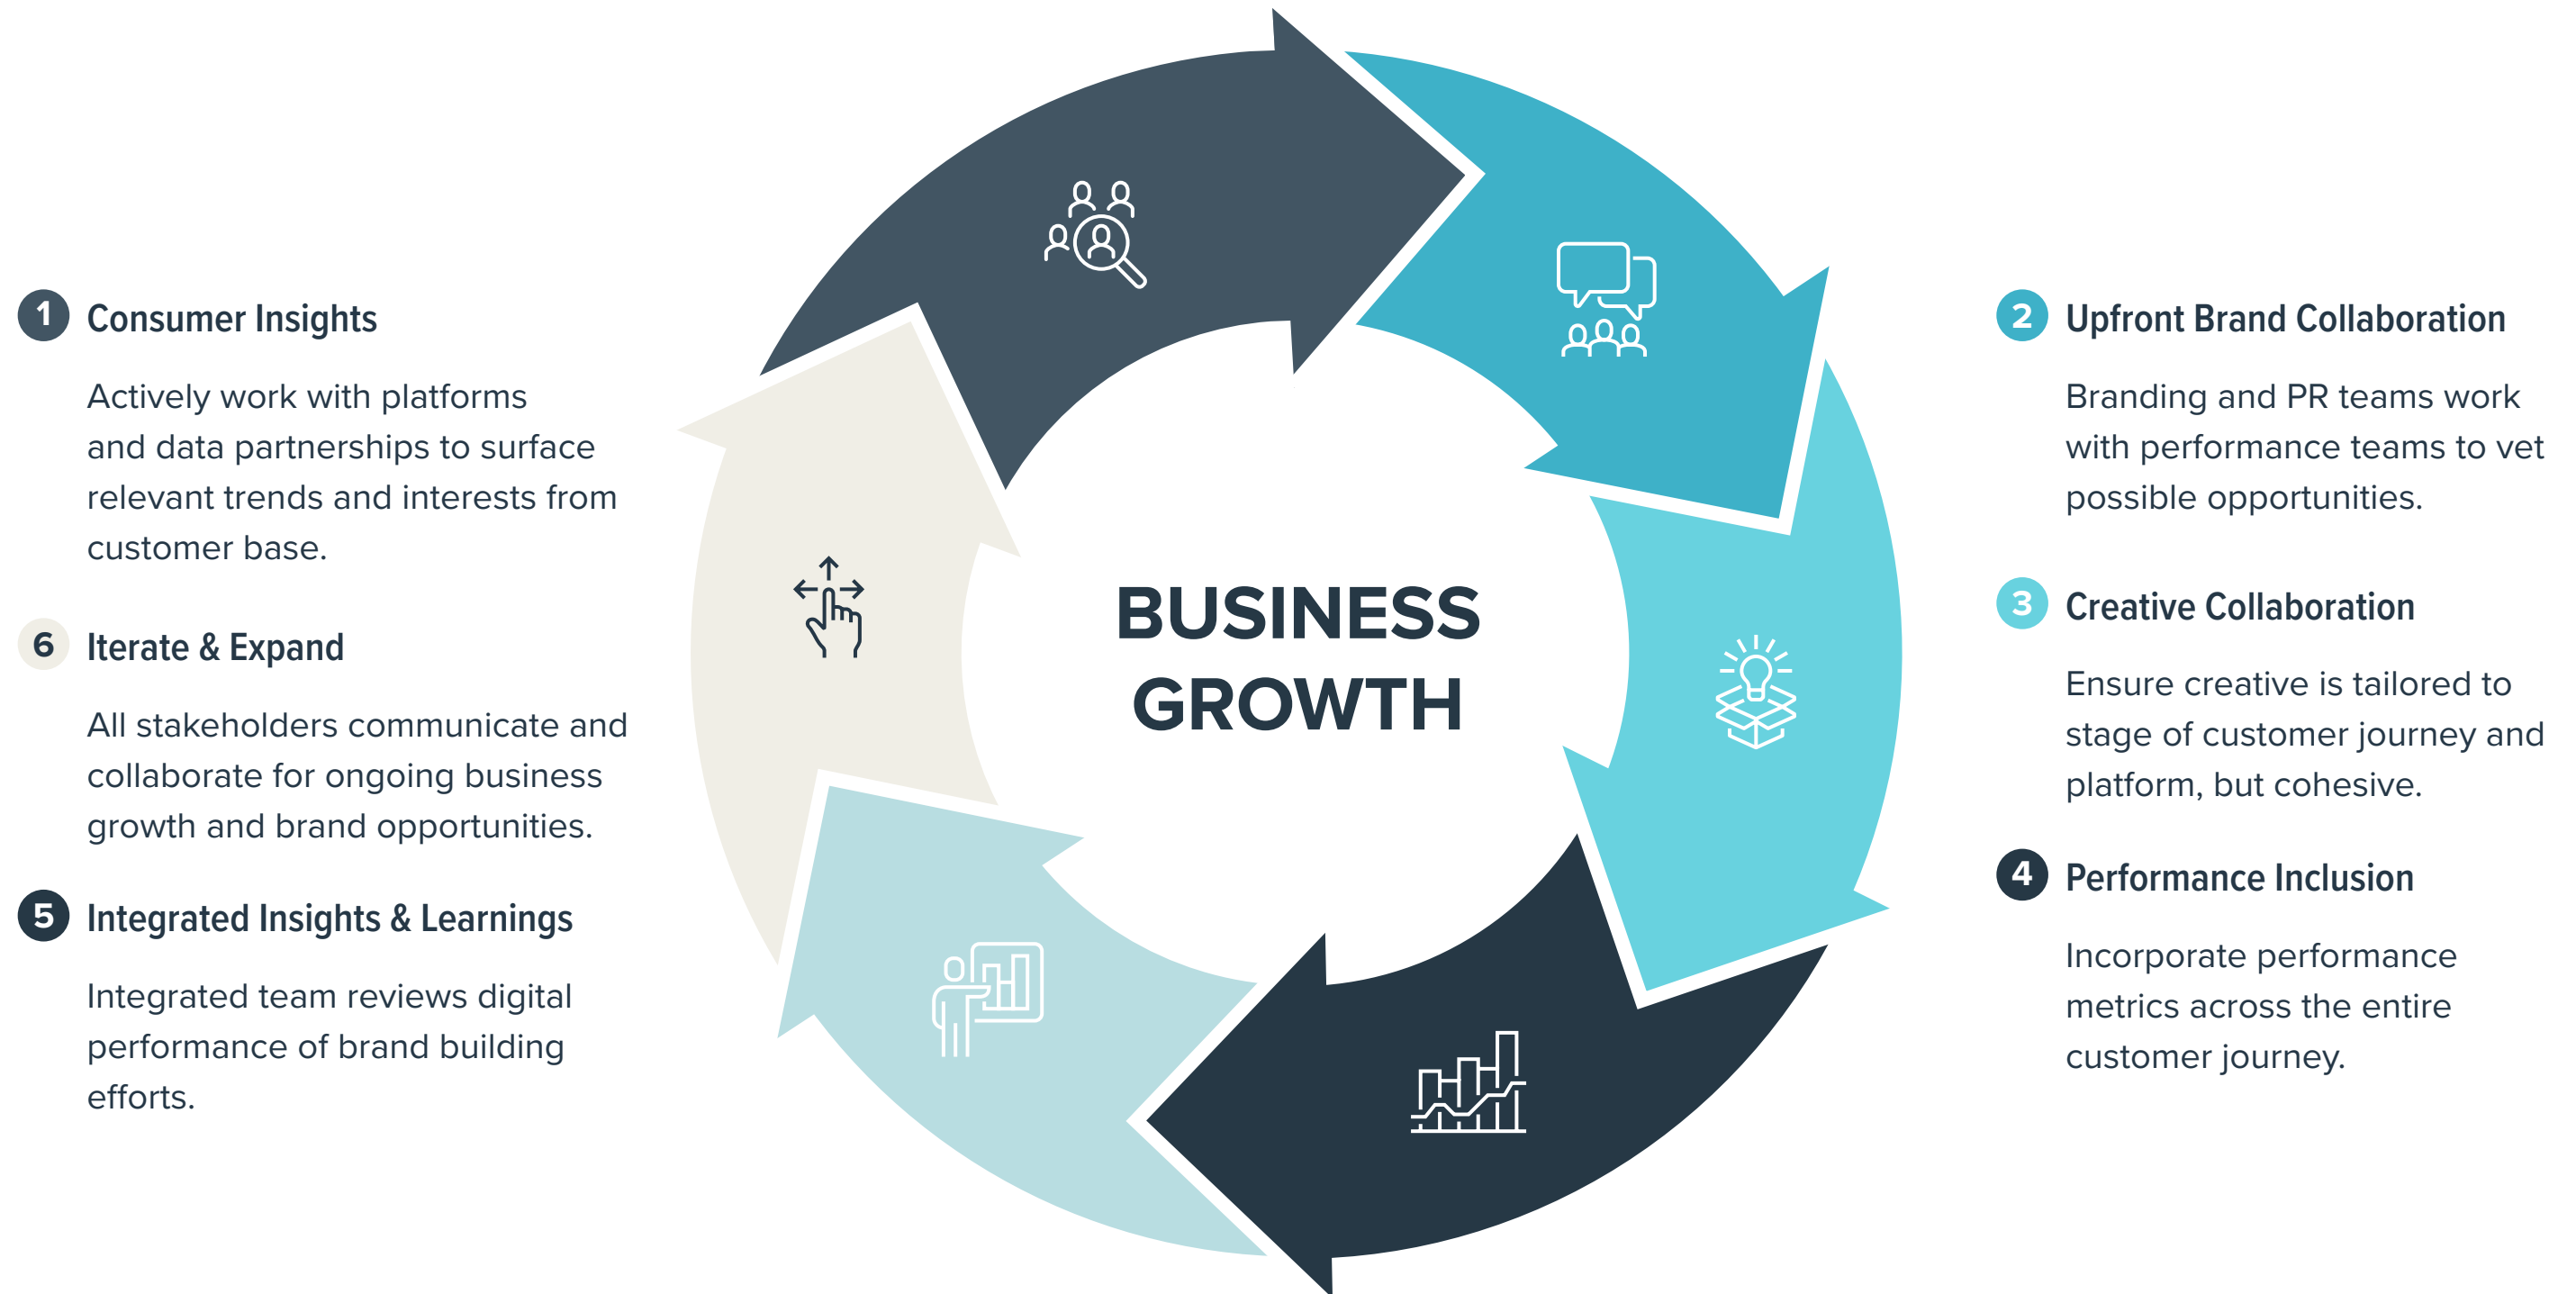 1 Consumer Insights
Actively work with platforms
and data partnerships to surface
relevant trends and interests from
customer base.
6 Iterate & Expand
All stakeholders communicate and
collaborate for ongoing business
growth and brand opportunities.
5 Integrated Insights & Learnings
Integrated team reviews digital
performance of brand building
efforts.
BUSINESS
GROWTH
2 Upfront Brand Collaboration
Branding and PR teams work
with performance teams to vet
possible opportunities.
3 Creative Collaboration
Ensure creative is tailored to
stage of customer journey and
platform, but cohesive.
4 Performance Inclusion
Incorporate performance
metrics across the entire
customer journey.